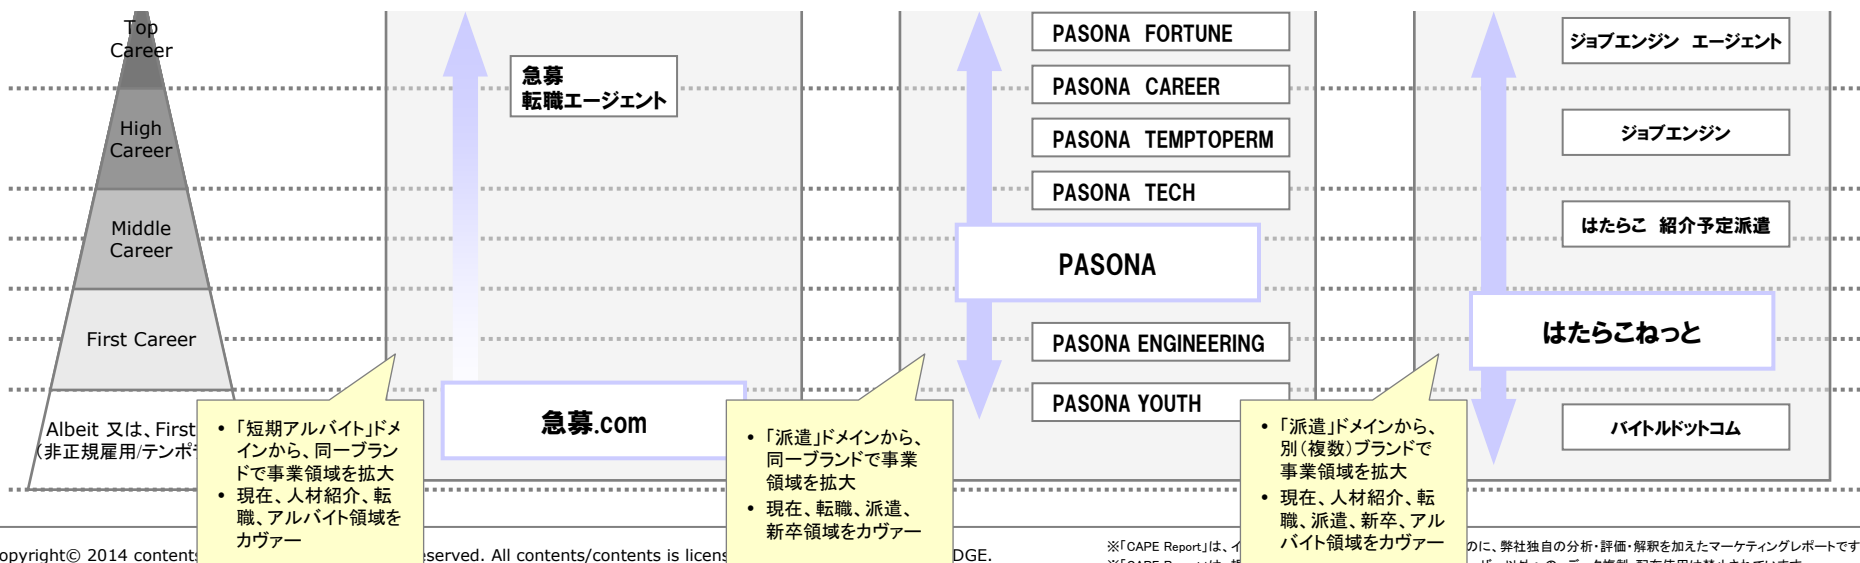 Top
Career
High
Career
Middle
Career
First Career
Albeit 又は、First
(非正規雇用/テンポ
急募
転職エージェント
急募.com
• 「短期アルバイト」ドメ
インから、同一ブラン
ドで事業領域を拡大
• 現在、人材紹介、転
職、アルバイト領域を
カヴァー
PASONA FORTUNE
PASONA CAREER
PASONA TEMPTOPERM
PASONA TECH
PASONA
PASONA ENGINEERING
PASONA YOUTH
• 「派遣」ドメインから、
同一ブランドで事業
領域を拡大
• 現在、転職、派遣、
新卒領域をカヴァー
ジョブエンジン エージェント
ジョブエンジン
はたらこ 紹介予定派遣
はたらこねっと
バイトルドットコム
• 「派遣」ドメインから、
別(複数)ブランドで
事業領域を拡大
• 現在、人材紹介、転
職、派遣、新卒、アル
バイト領域をカヴァー
opyright© 2014 content eserved. All contents/contents is licens DGE.
※「CAPE Report」は、イ のに、弊社独自の分析・評価・解釈を加えたマーケティングレポートです